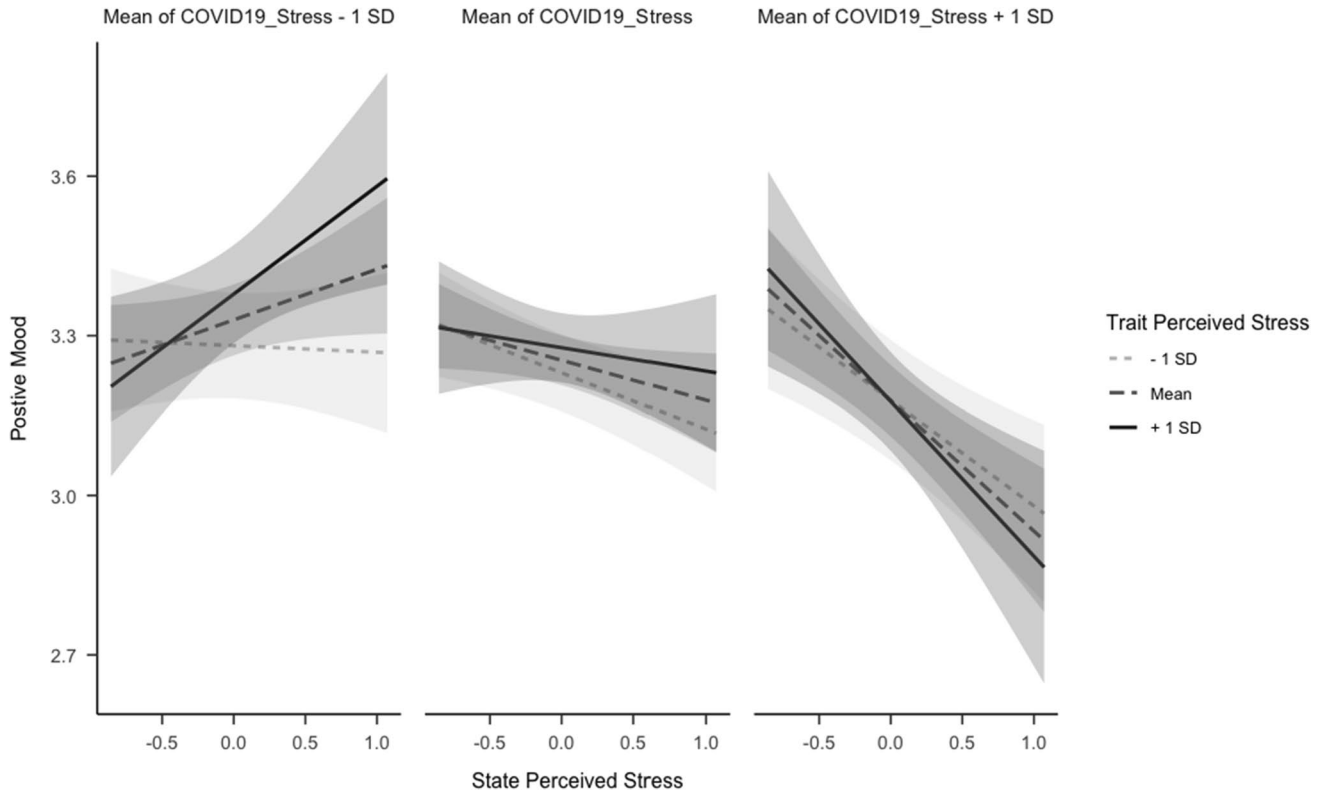 Mean of COVID19_Stress - 1 SD
Mean of COVID19_Stress
Mean of COVID19_Stress + 1 SD
3.6
3.3
3.0
2.7
Postive Mood
-0.5 0.0 0.5 1.0
-0.5 0.0 0.5 1.0
-0.5 0.0 0.5 1.0
State Perceived Stress
Trait Perceived Stress
- 1 SD
Mean
+ 1 SD